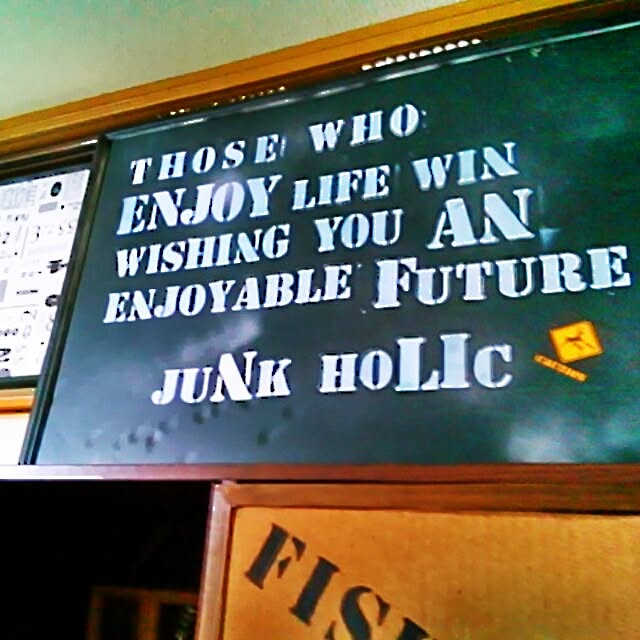 THOSE WHO
ENJOY LIFE WIN
WISHING YOU AN
ENJOYABLE FUTURE
JUNK HOLIC
FIS